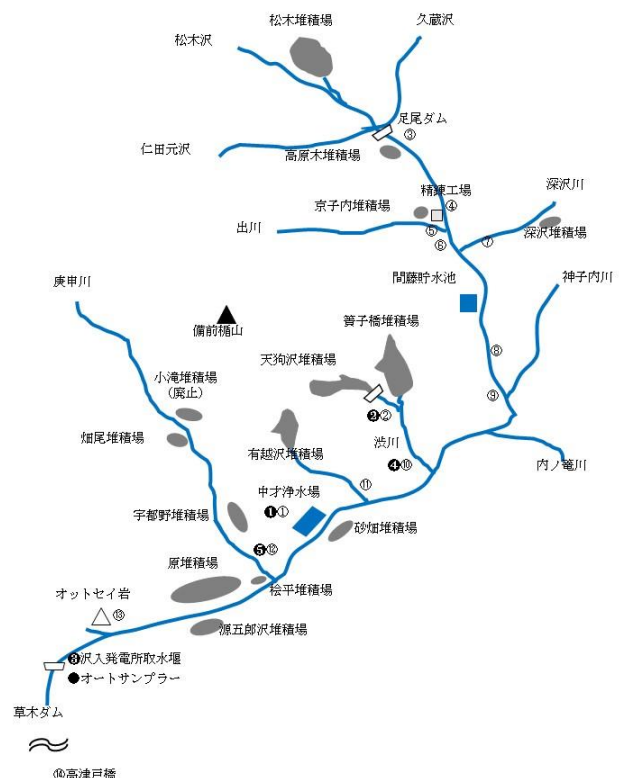 松木堆積場
久蔵沢
松木沢
足尾ダム
③
仁田元沢
高原木堆積場
精練工場
深沢川
京子内堆積場
④
出川
⑤
⑦
深沢堆積場
⑥
庚申川
間藤貯水池
神子内川
備前楯山
簀子橋堆積場
⑧
天狗沢堆積場
小滝堆積場
(廃止)
⑨
②
畑尾堆積場
渋川
有越沢堆積場
❹⑩
内ノ篭川
中才浄水場
⑪
宇都野堆積場
❶①
砂畑堆積場
❺⑫
原堆積場
桧平堆積場
オットセイ岩
⑬
源五郎沢堆積場
❸沢入発電所取水堰
●オートサンプラー
草木ダム
⑭高津戸橋